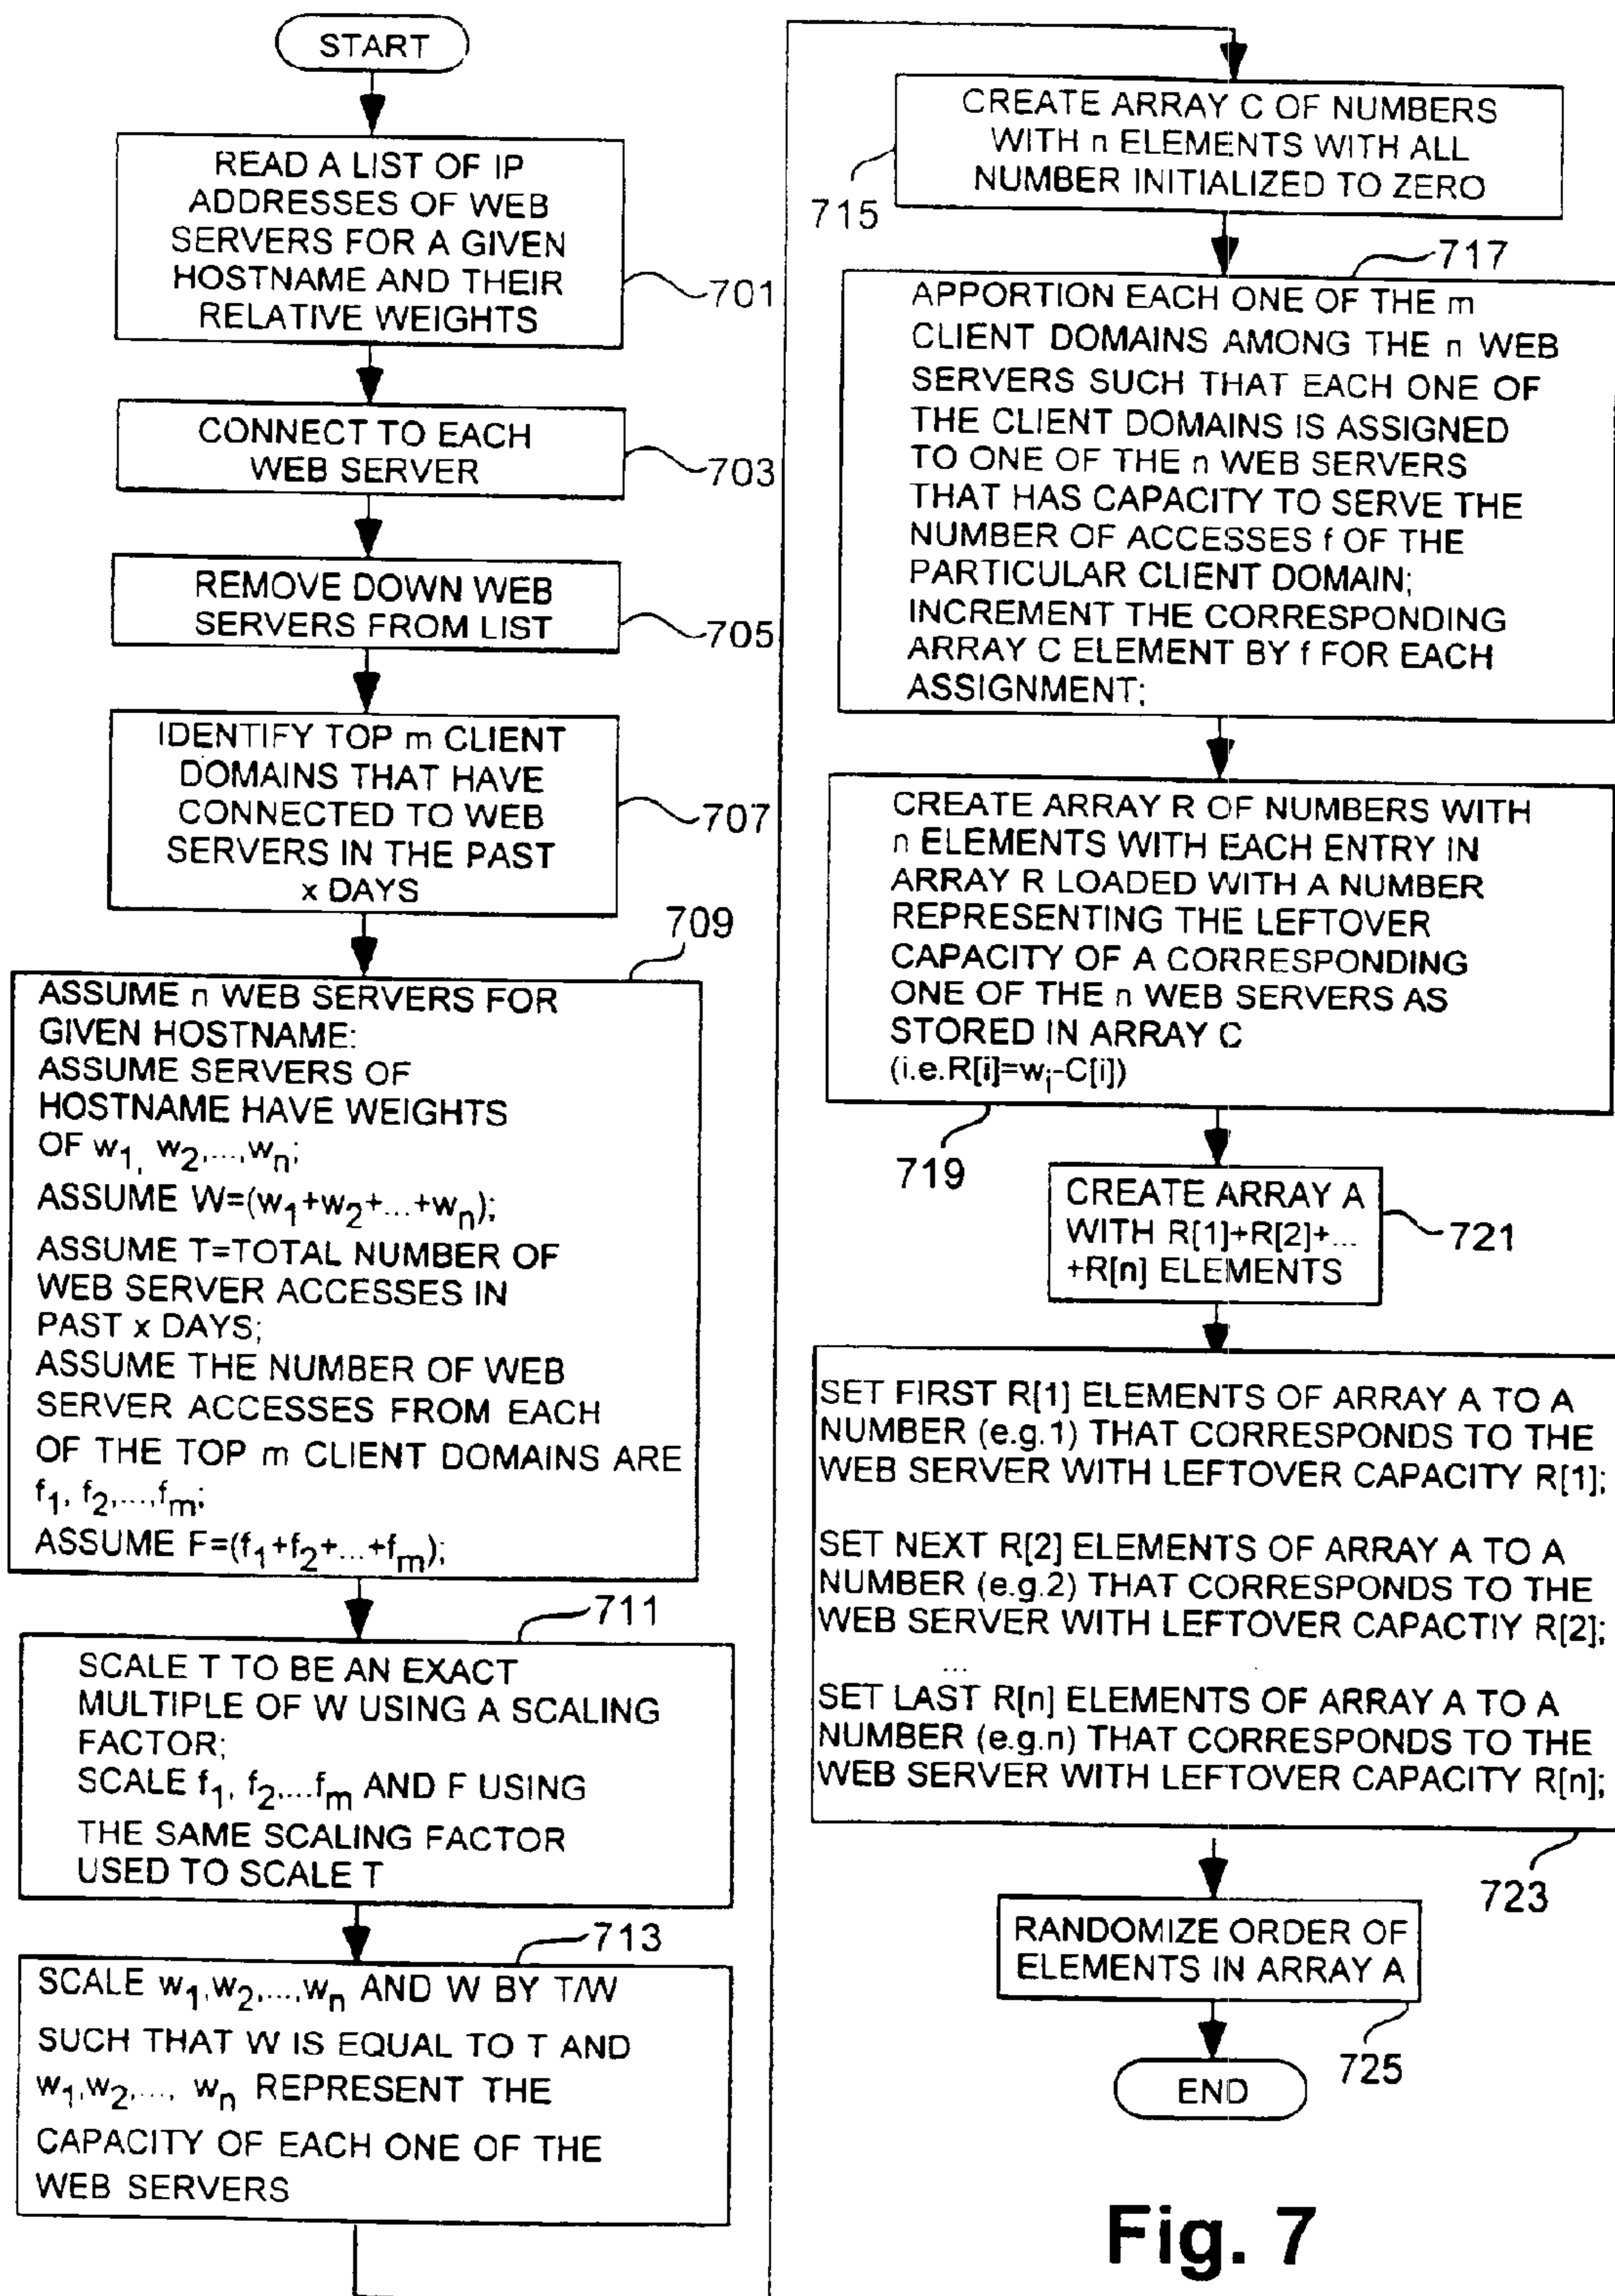 START
READ A LIST OF IP
ADDRESSES OF WEB
SERVERS FOR A GIVEN
HOSTNAME AND THEIR
RELATIVE WEIGHTS
701
CONNECT TO EACH
WEB SERVER
703
REMOVE DOWN WEB
SERVERS FROM LIST
705
IDENTIFY TOP m CLIENT
DOMAINS THAT HAVE
CONNECTED TO WEB
SERVERS IN THE PAST
x DAYS
707
709
ASSUME n WEB SERVERS FOR
GIVEN HOSTNAME:
ASSUME SERVERS OF
HOSTNAME HAVE WEIGHTS
OF w1, w2,...,wn;
ASSUME W=(w1+w2+...+wn);
ASSUME T=TOTAL NUMBER OF
WEB SERVER ACCESSES IN
PAST x DAYS;
ASSUME THE NUMBER OF WEB
SERVER ACCESSES FROM EACH
OF THE TOP m CLIENT DOMAINS ARE
f1, f2,...,fm;
ASSUME F=(f1+f2+...+fm);
711
SCALE T TO BE AN EXACT
MULTIPLE OF W USING A SCALING
FACTOR;
SCALE f1, f2,...fm AND F USING
THE SAME SCALING FACTOR
USED TO SCALE T
713
SCALE w1,w2,...,wn AND W BY T/W
SUCH THAT W IS EQUAL TO T AND
w1,w2,..., wn REPRESENT THE
CAPACITY OF EACH ONE OF THE
WEB SERVERS
CREATE ARRAY C OF NUMBERS
WITH n ELEMENTS WITH ALL
NUMBER INITIALIZED TO ZERO
715
717
APPORTION EACH ONE OF THE m
CLIENT DOMAINS AMONG THE n WEB
SERVERS SUCH THAT EACH ONE OF
THE CLIENT DOMAINS IS ASSIGNED
TO ONE OF THE n WEB SERVERS
THAT HAS CAPACITY TO SERVE THE
NUMBER OF ACCESSES f OF THE
PARTICULAR CLIENT DOMAIN;
INCREMENT THE CORRESPONDING
ARRAY C ELEMENT BY f FOR EACH
ASSIGNMENT;
CREATE ARRAY R OF NUMBERS WITH
n ELEMENTS WITH EACH ENTRY IN
ARRAY R LOADED WITH A NUMBER
REPRESENTING THE LEFTOVER
CAPACITY OF A CORRESPONDING
ONE OF THE n WEB SERVERS AS
STORED IN ARRAY C
(i.e.R[i]=wi-C[i])
719
CREATE ARRAY A
WITH R[1]+R[2]+...
+R[n] ELEMENTS
721
SET FIRST R[1] ELEMENTS OF ARRAY A TO A
NUMBER (e.g.1) THAT CORRESPONDS TO THE
WEB SERVER WITH LEFTOVER CAPACITY R[1];
SET NEXT R[2] ELEMENTS OF ARRAY A TO A
NUMBER (e.g.2) THAT CORRESPONDS TO THE
WEB SERVER WITH LEFTOVER CAPACTIY R[2];
...
SET LAST R[n] ELEMENTS OF ARRAY A TO A
NUMBER (e.g.n) THAT CORRESPONDS TO THE
WEB SERVER WITH LEFTOVER CAPACITY R[n];
723
RANDOMIZE ORDER OF
ELEMENTS IN ARRAY A
725
END
Fig. 7